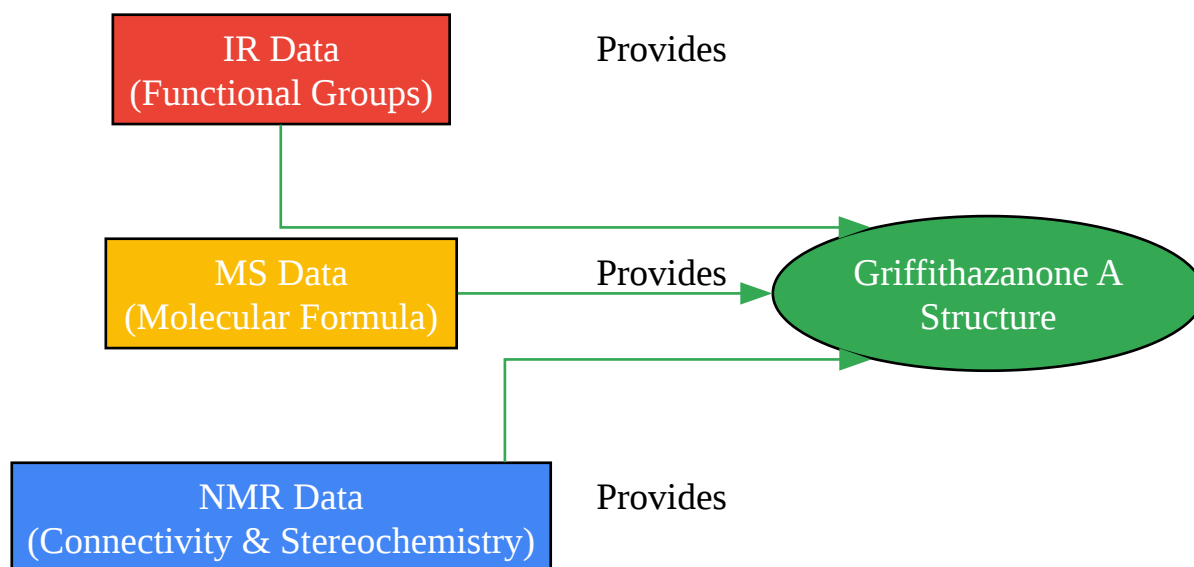 IR Data
(Functional Groups)
Provides
MS Data
(Molecular Formula)
Provides
Griffithazanone A
Structure
NMR Data
(Connectivity & Stereochemistry)
Provides